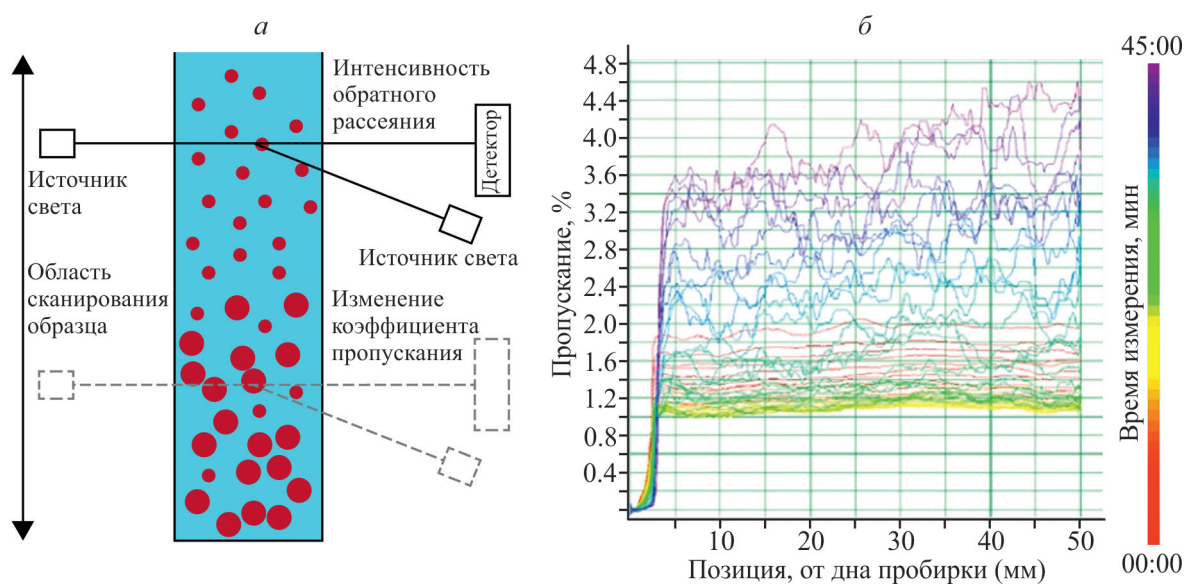 а
Интенсивность
обратного
рассеяния
Детектор
Источник
света
Источник света
Область
сканирования
образца
Изменение
коэффициента
пропускания
б
45:00
4.8
4.4
4.0
3.6
3.2
2.8
2.4
2.0
1.6
1.2
0.8
0.4
Пропускание, %
10 20 30 40 50
Позиция, от дна пробирки (мм)
Время измерения, мин
00:00